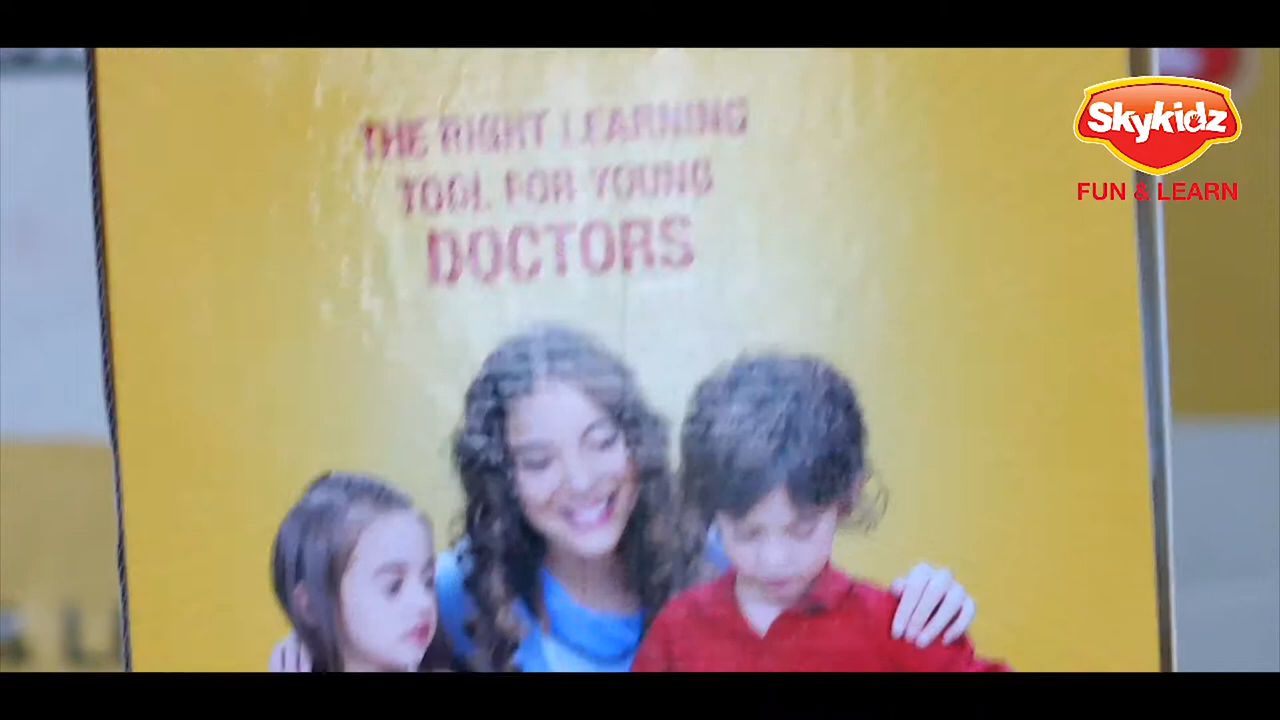 THE RIGHT LEARNING
TOOL FOR YOUNG
DOCTORS
Skykidz
FUN & LEARN